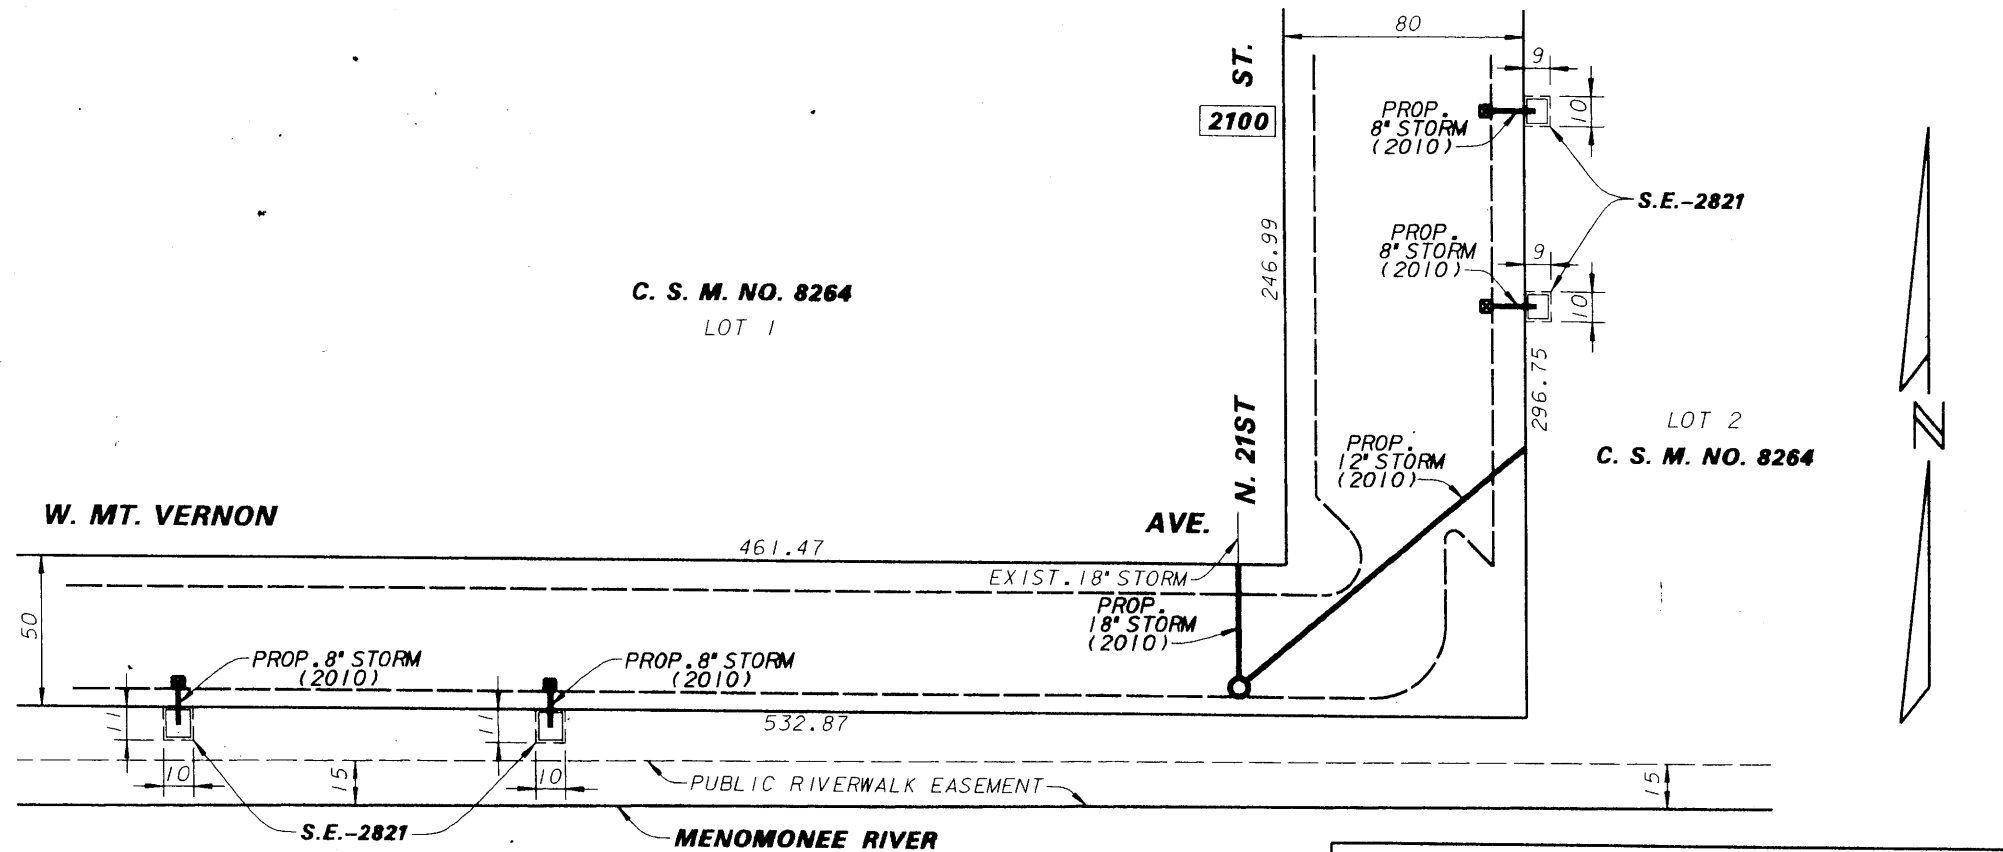 80
9
10
PROP.
8" STORM
(2010)
N. 21ST ST.
2100
S.E.-2821
PROP.
8" STORM
(2010)
9
10
246.99
296.75
C. S. M. NO. 8264
LOT 1
LOT 2
C. S. M. NO. 8264
N
PROP.
12" STORM
(2010)
W. MT. VERNON AVE.
461.47
EXIST. 18" STORM
PROP.
18" STORM
(2010)
50
PROP. 8" STORM
(2010)
PROP. 8" STORM
(2010)
11
11
532.87
10
15
10
PUBLIC RIVERWALK EASEMENT
15
S.E.-2821
MENOMONEE RIVER